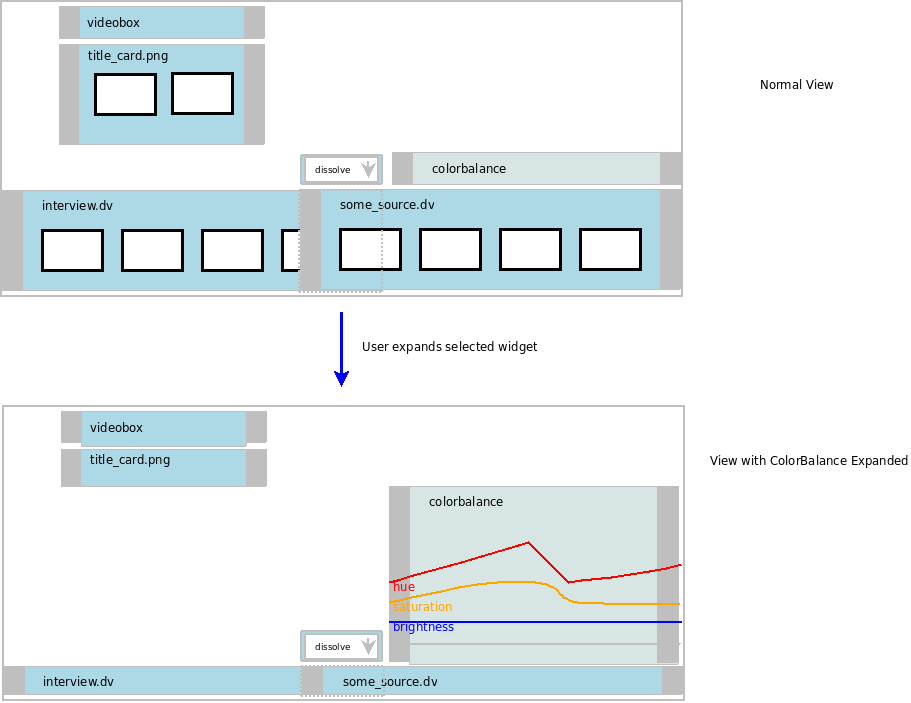 videobox
title_card.png
Normal View
dissolve
colorbalance
interview.dv
some_source.dv
User expands selected widget
videobox
title_card.png
View with ColorBalance Expanded
colorbalance
hue
saturation
brightness
dissolve
interview.dv
some_source.dv